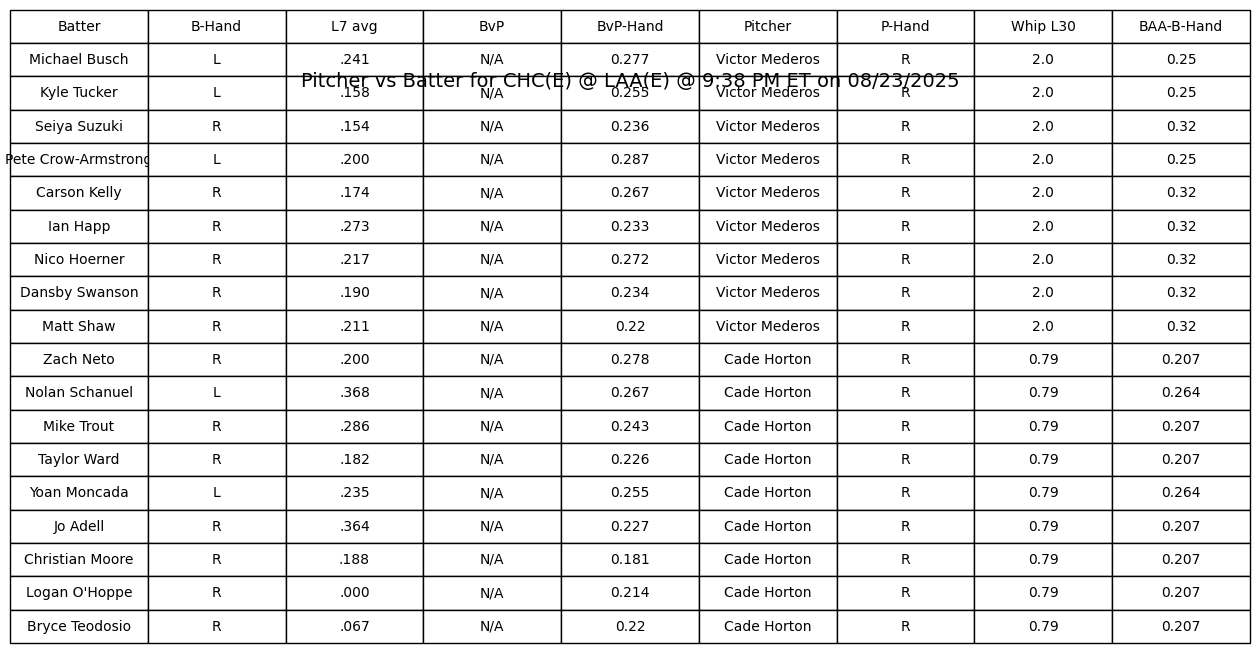 Batter B-Hand L7 avg BvP BvP-Hand Pitcher P-Hand Whip L30 BAA-B-Hand
Michael Busch L .241 N/A 0.277 Victor Mederos R 2.0 0.25
Pitcher vs Batter for CHC(E) @ LAA(E) @ 9:38 PM ET on 08/23/2025
Kyle Tucker L .158 N/A 0.255 Victor Mederos R 2.0 0.25
Seiya Suzuki R .154 N/A 0.236 Victor Mederos R 2.0 0.32
Pete Crow-Armstrong L .200 N/A 0.287 Victor Mederos R 2.0 0.25
Carson Kelly R .174 N/A 0.267 Victor Mederos R 2.0 0.32
Ian Happ R .273 N/A 0.233 Victor Mederos R 2.0 0.32
Nico Hoerner R .217 N/A 0.272 Victor Mederos R 2.0 0.32
Dansby Swanson R .190 N/A 0.234 Victor Mederos R 2.0 0.32
Matt Shaw R .211 N/A 0.22 Victor Mederos R 2.0 0.32
Zach Neto R .200 N/A 0.278 Cade Horton R 0.79 0.207
Nolan Schanuel L .368 N/A 0.267 Cade Horton R 0.79 0.264
Mike Trout R .286 N/A 0.243 Cade Horton R 0.79 0.207
Taylor Ward R .182 N/A 0.226 Cade Horton R 0.79 0.207
Yoan Moncada L .235 N/A 0.255 Cade Horton R 0.79 0.264
Jo Adell R .364 N/A 0.227 Cade Horton R 0.79 0.207
Christian Moore R .188 N/A 0.181 Cade Horton R 0.79 0.207
Logan O'Hoppe R .000 N/A 0.214 Cade Horton R 0.79 0.207
Bryce Teodosio R .067 N/A 0.22 Cade Horton R 0.79 0.207